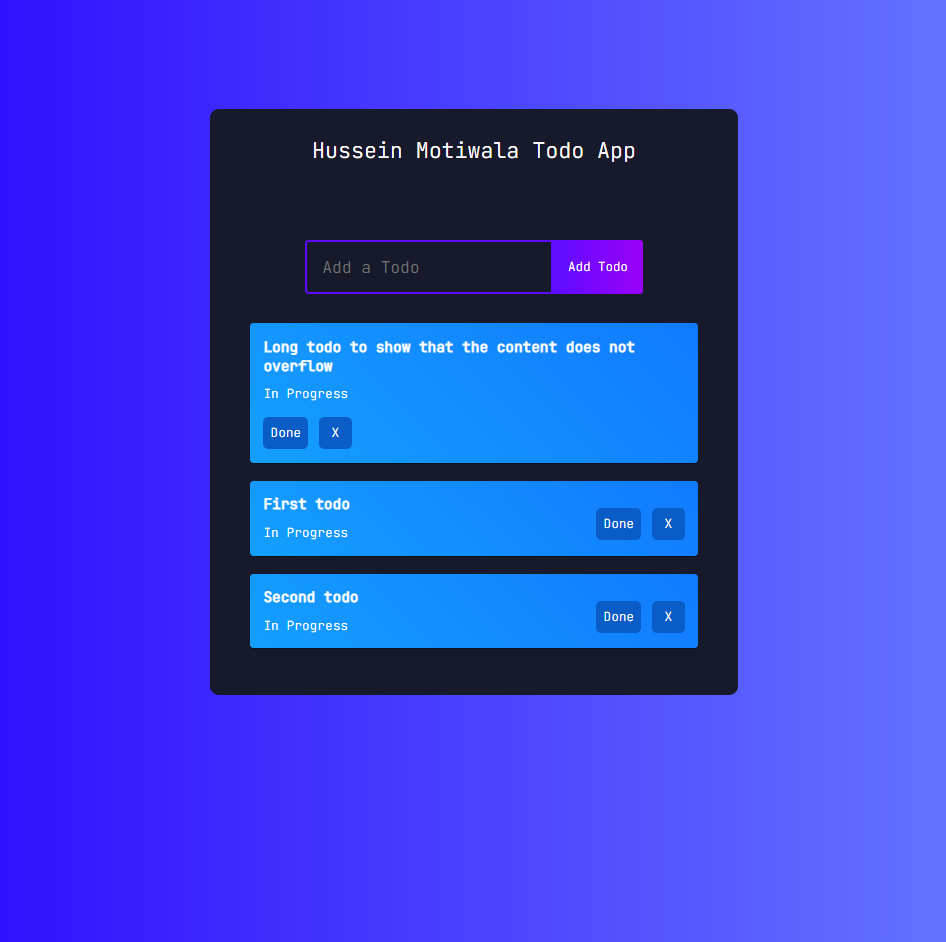 Hussein Motiwala Todo App
Add a Todo
Add Todo
Long todo to show that the content does not
overflow
In Progress
Done
X
First todo
In Progress
Done
X
Second todo
In Progress
Done
X